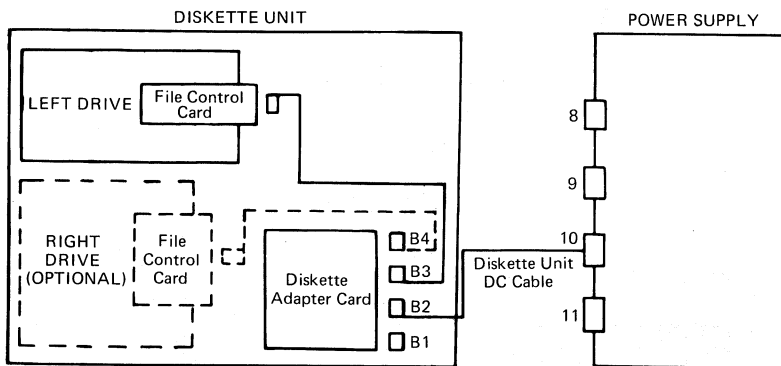 DISKETTE UNIT
POWER SUPPLY
LEFT DRIVE
File Control
Card
8
9
RIGHT
DRIVE
(OPTIONAL)
File
Control
Card
Diskette
Adapter Card
B4
B3
B2
B1
10
Diskette Unit
DC Cable
11